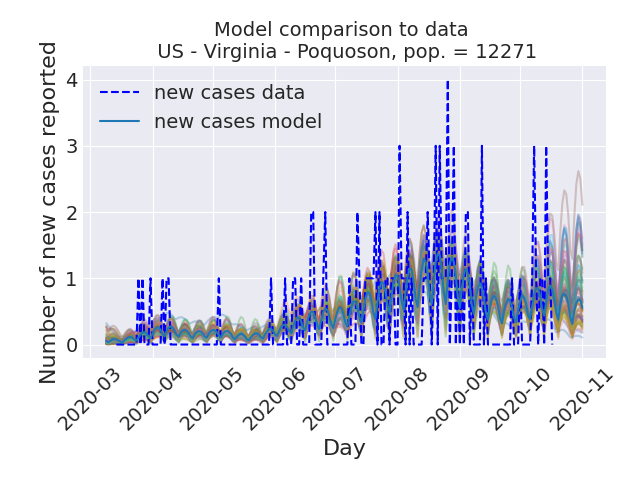 Model comparison to data
US - Virginia - Poquoson, pop. = 12271
new cases data
new cases model
Number of new cases reported
4
3
2
1
0
2020-03
2020-04
2020-05
2020-06
2020-07
2020-08
2020-09
2020-10
2020-11
Day